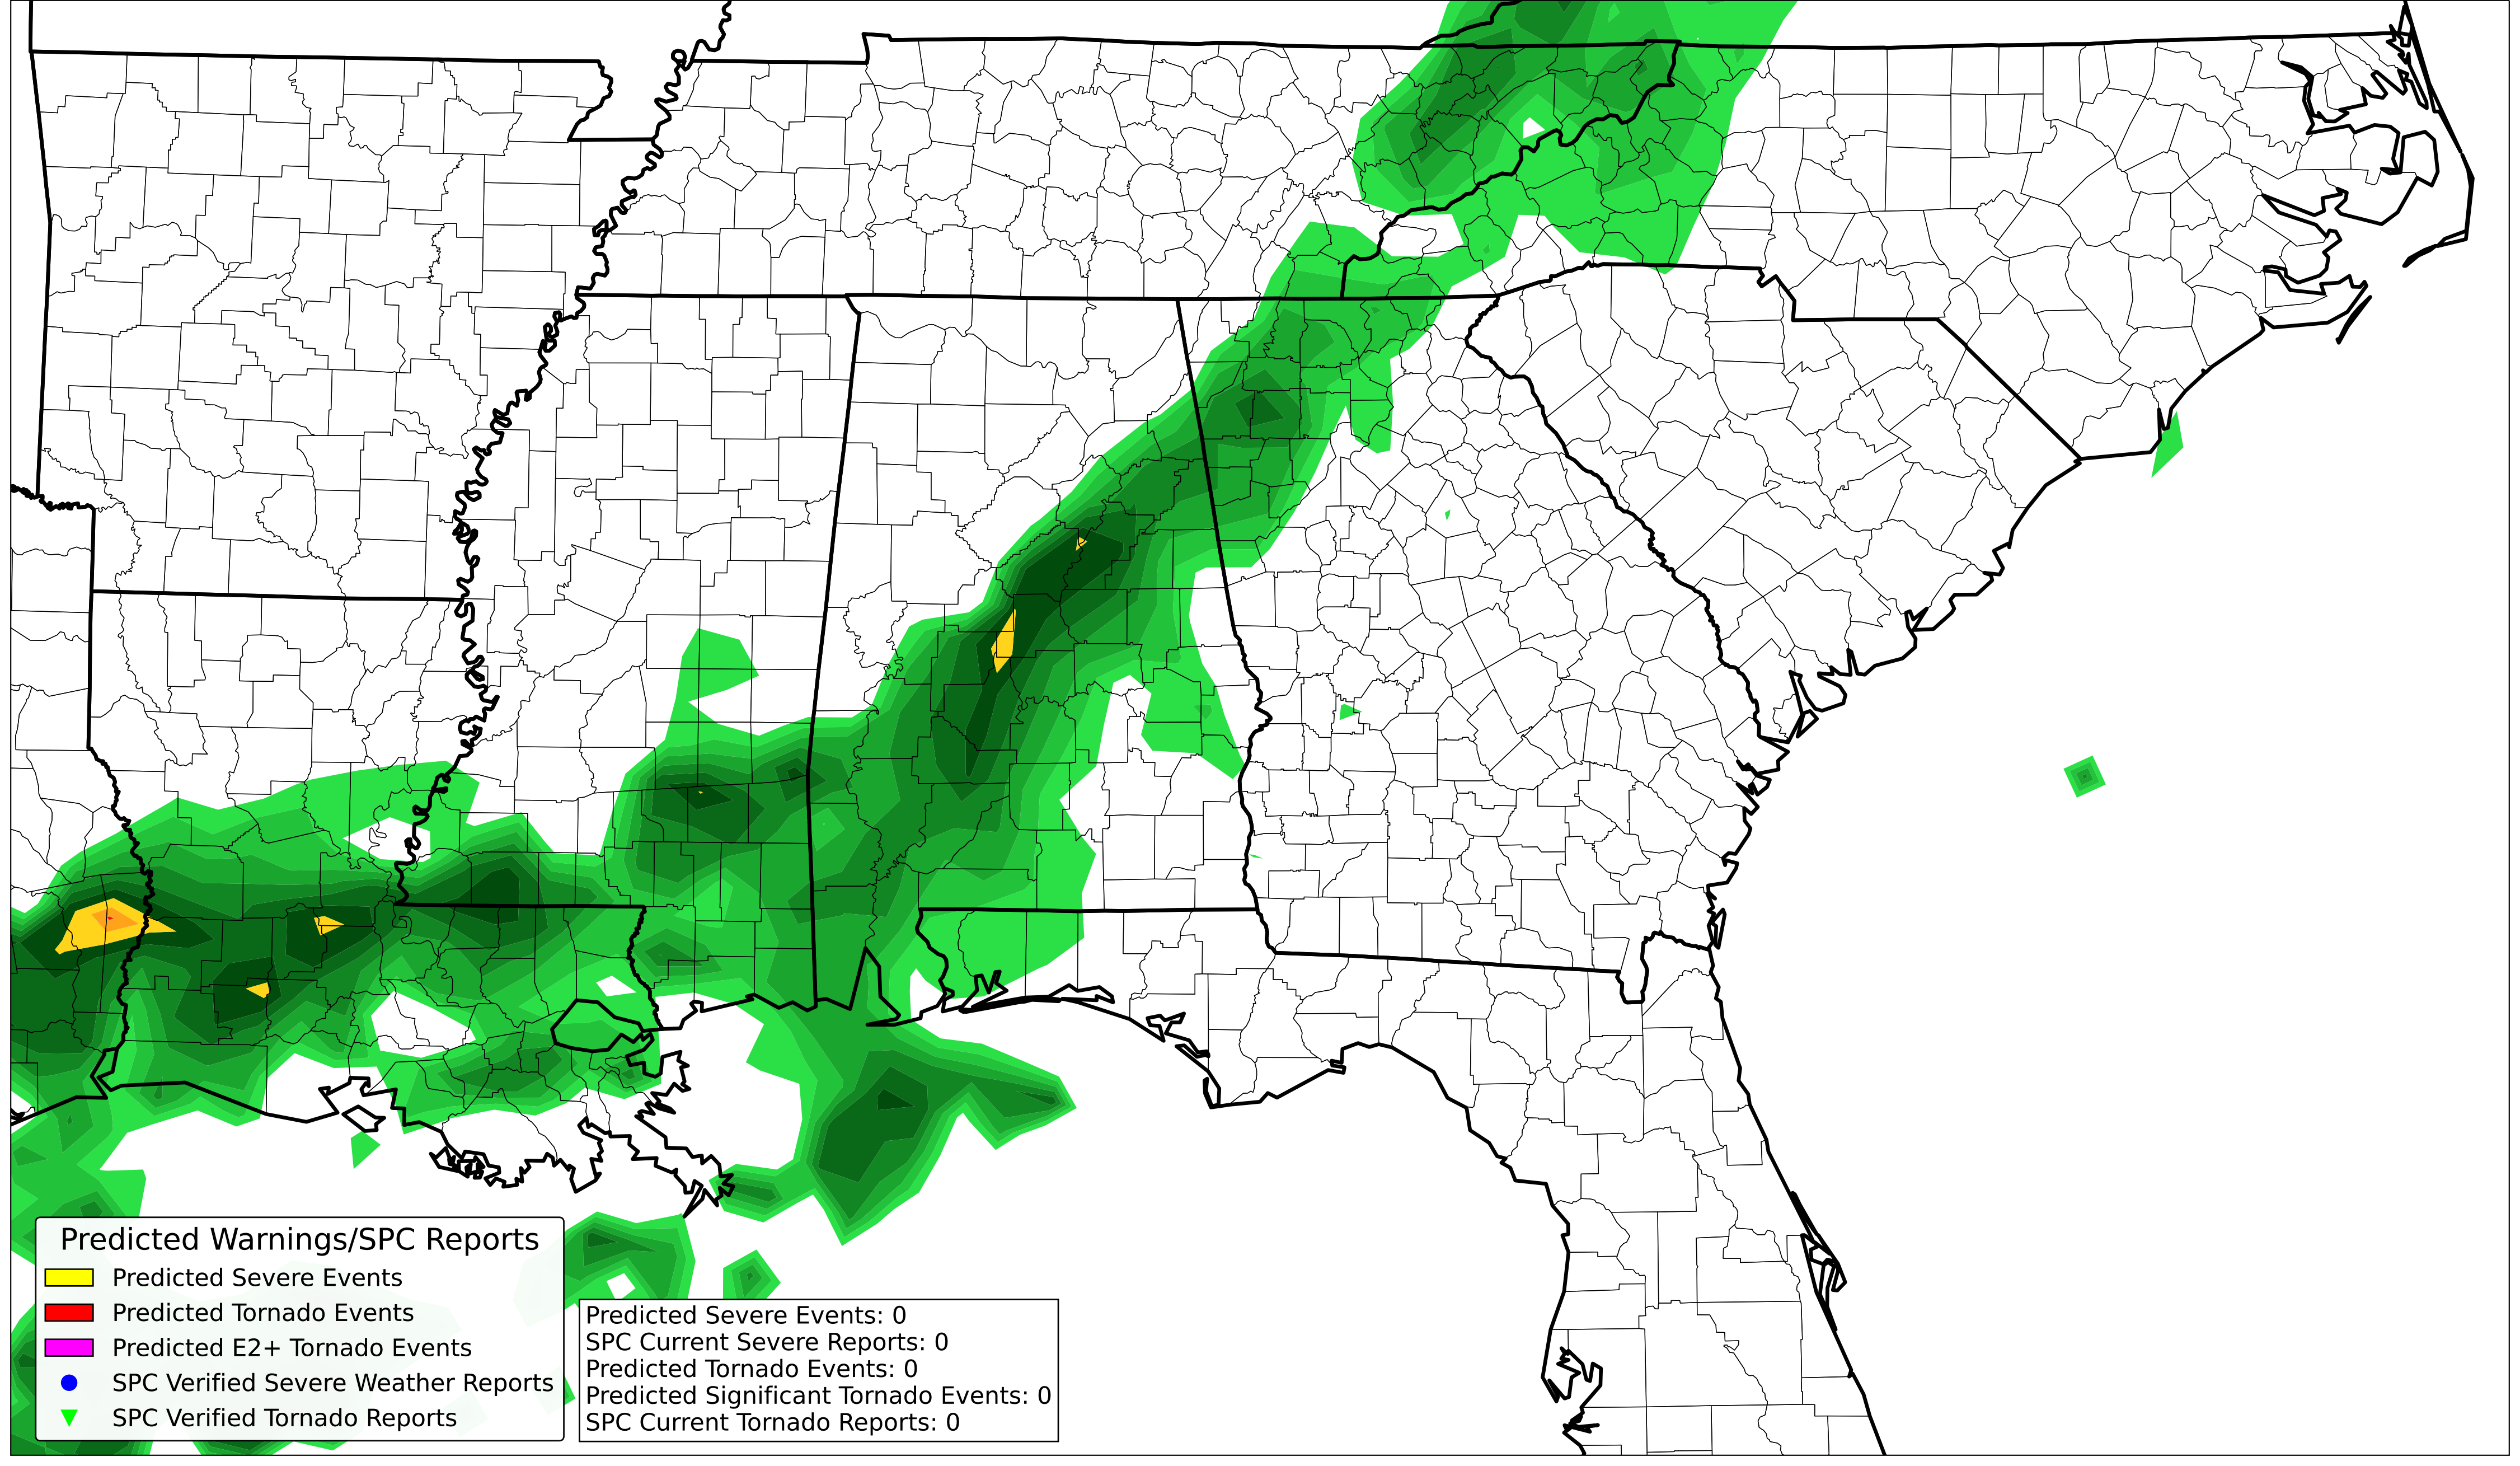 Predicted Warnings/SPC Reports
Predicted Severe Events
Predicted Tornado Events
Predicted E2+ Tornado Events
SPC Verified Severe Weather Reports
SPC Verified Tornado Reports
Predicted Severe Events: 0
SPC Current Severe Reports: 0
Predicted Tornado Events: 0
Predicted Significant Tornado Events: 0
SPC Current Tornado Reports: 0